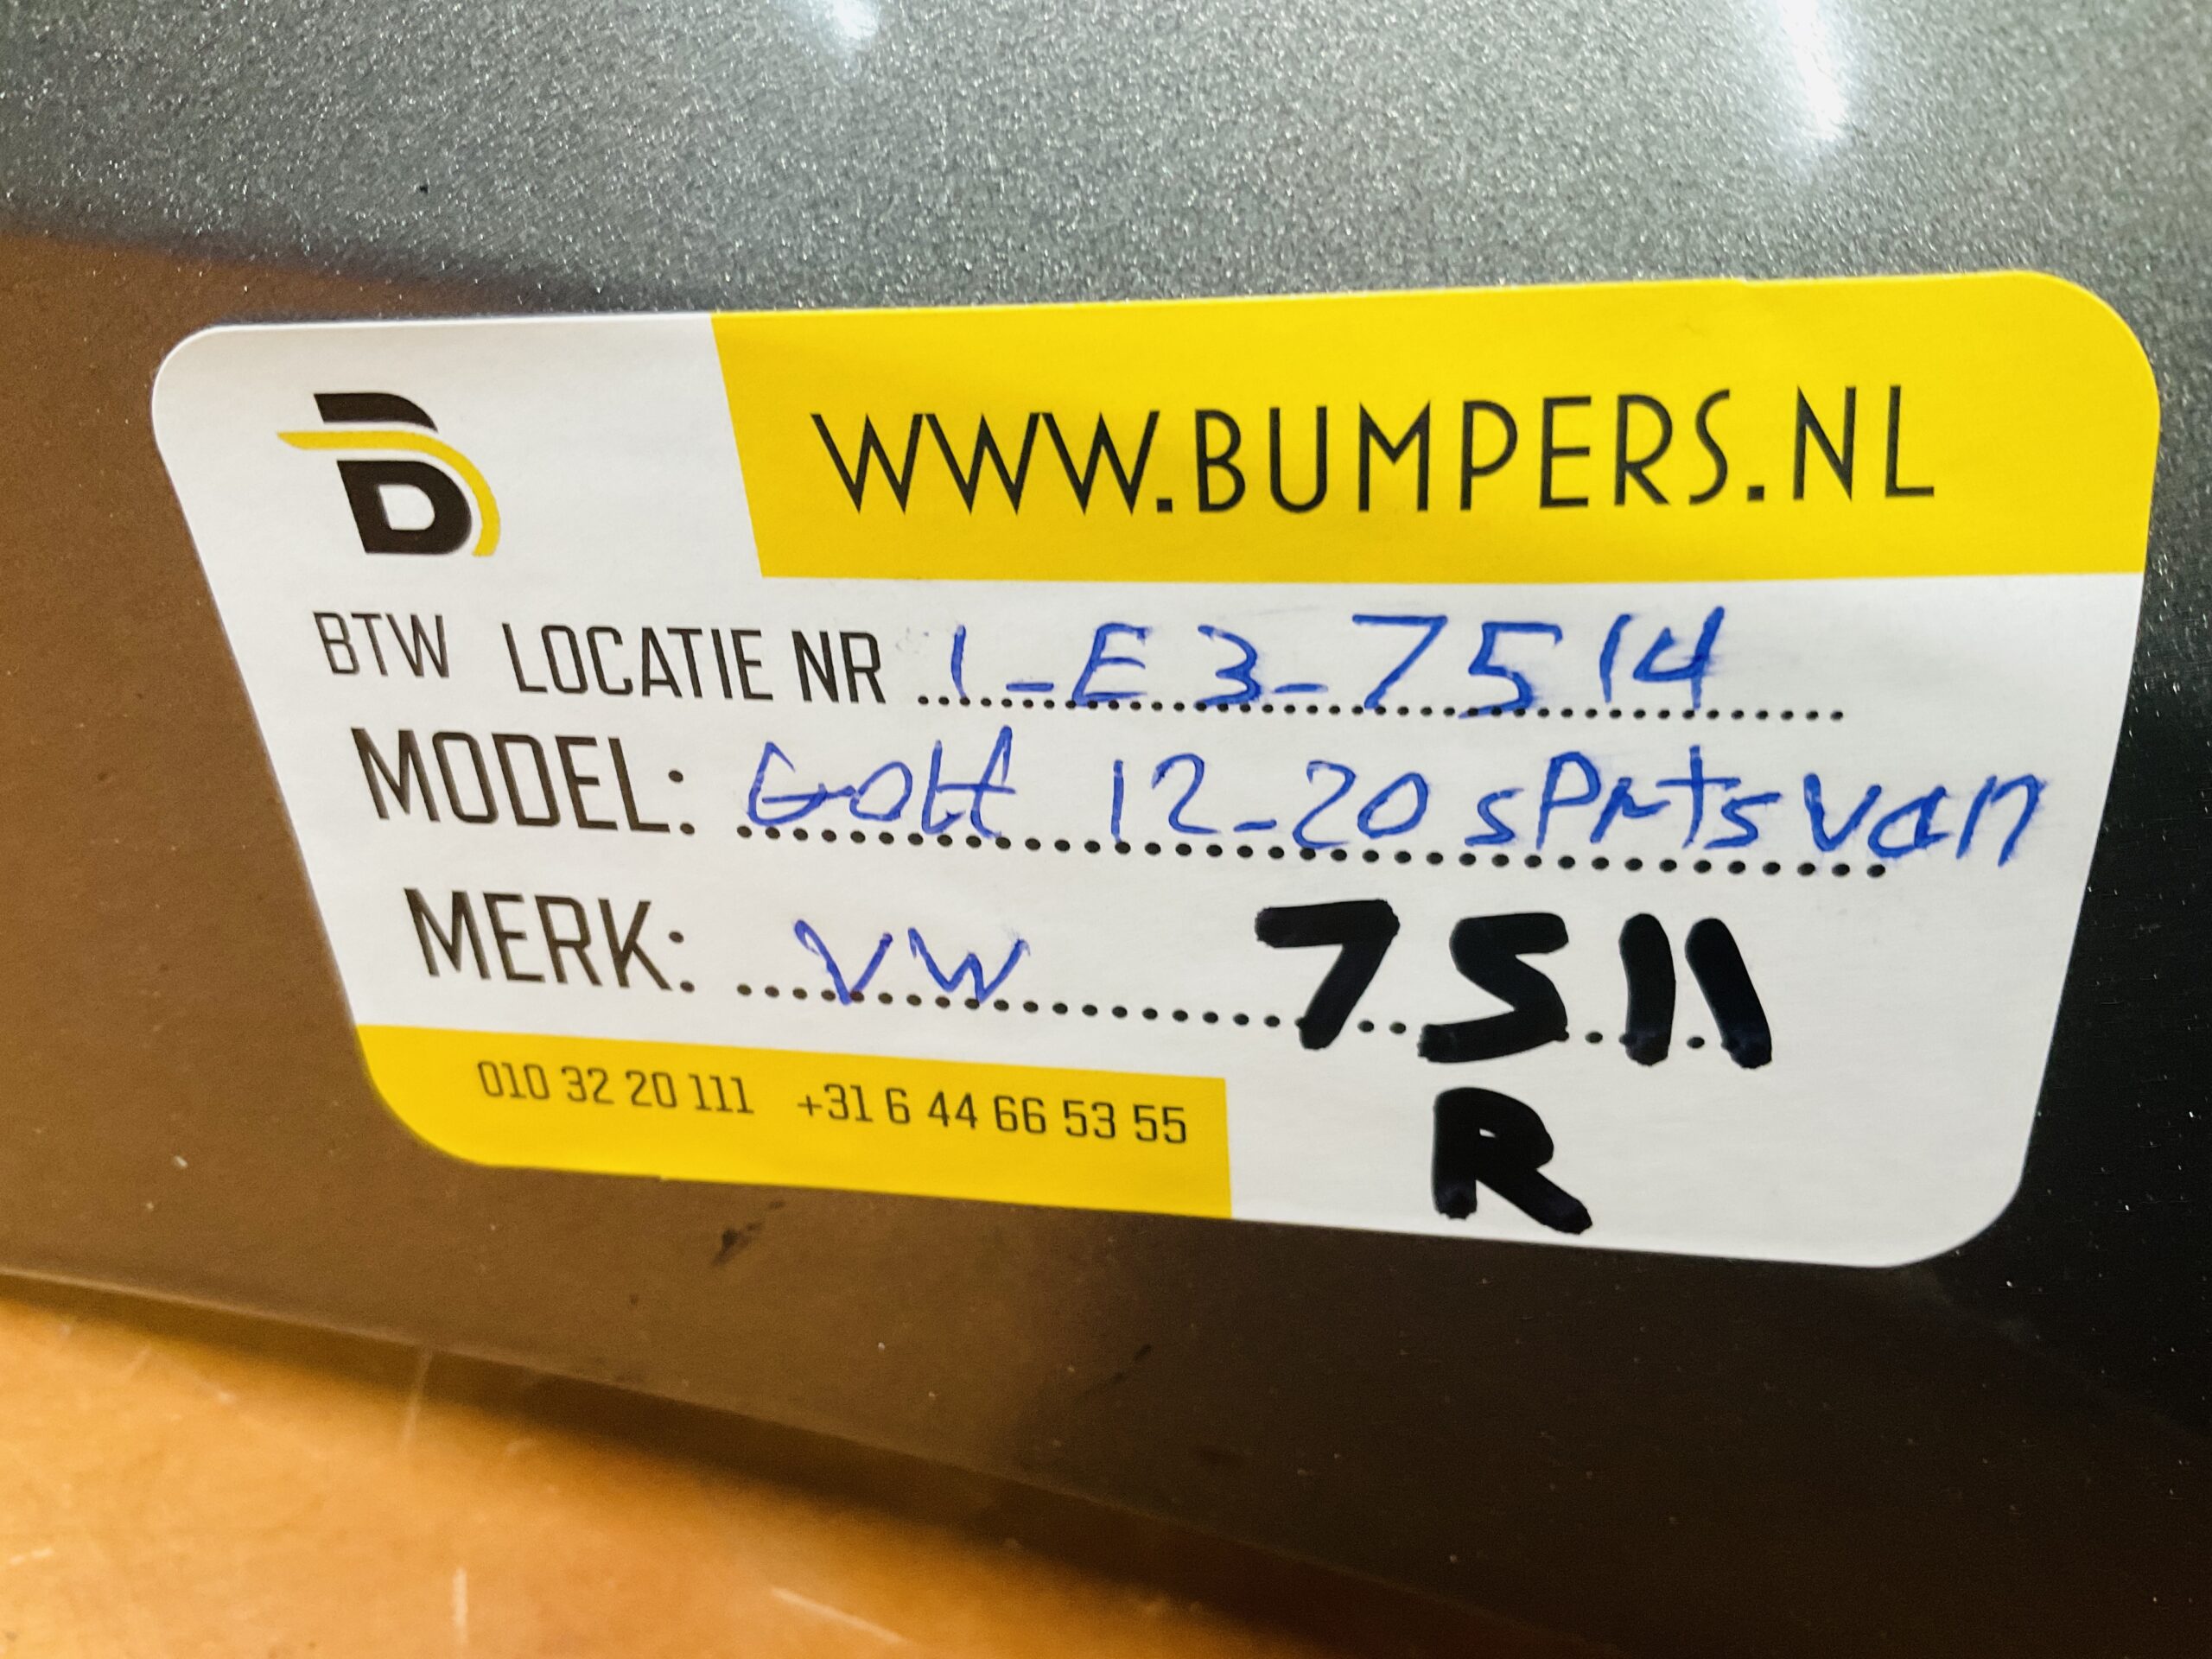 B
WWW.BUMPERS.NL
BTW LOCATIE NR 1-E3-7514
MODEL: Golf 12-20 sPrtsvan
MERK: VW 7511
R
010 32 20 111 +31 6 44 66 53 55